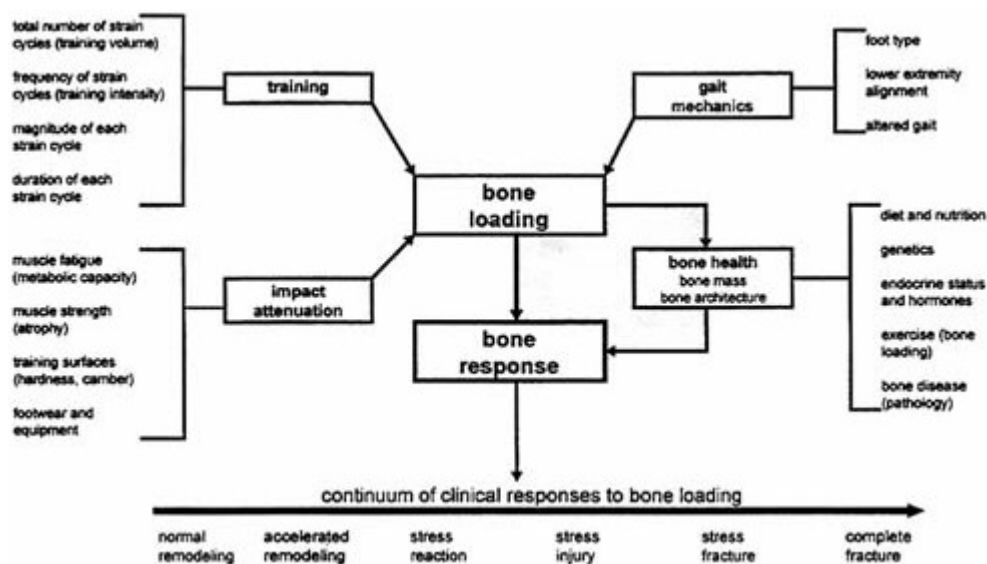 total number of strain
cycles (training volume)
frequency of strain
cycles (training intensity)
magnitude of each
strain cycle
duration of each
strain cycle
training
muscle fatigue
(metabolic capacity)
muscle strength
(atrophy)
training surfaces
(hardness, camber)
footwear and
equipment
impact
attenuation
gait
mechanics
foot type
lower extremity
alignment
altered gait
bone
loading
bone health
bone mass
bone architecture
diet and nutrition
genetics
endocrine status
and hormones
exercise (bone
loading)
bone disease
(pathology)
bone
response
continuum of clinical responses to bone loading
normal
remodeling
accelerated
remodeling
stress
reaction
stress
injury
stress
fracture
complete
fracture